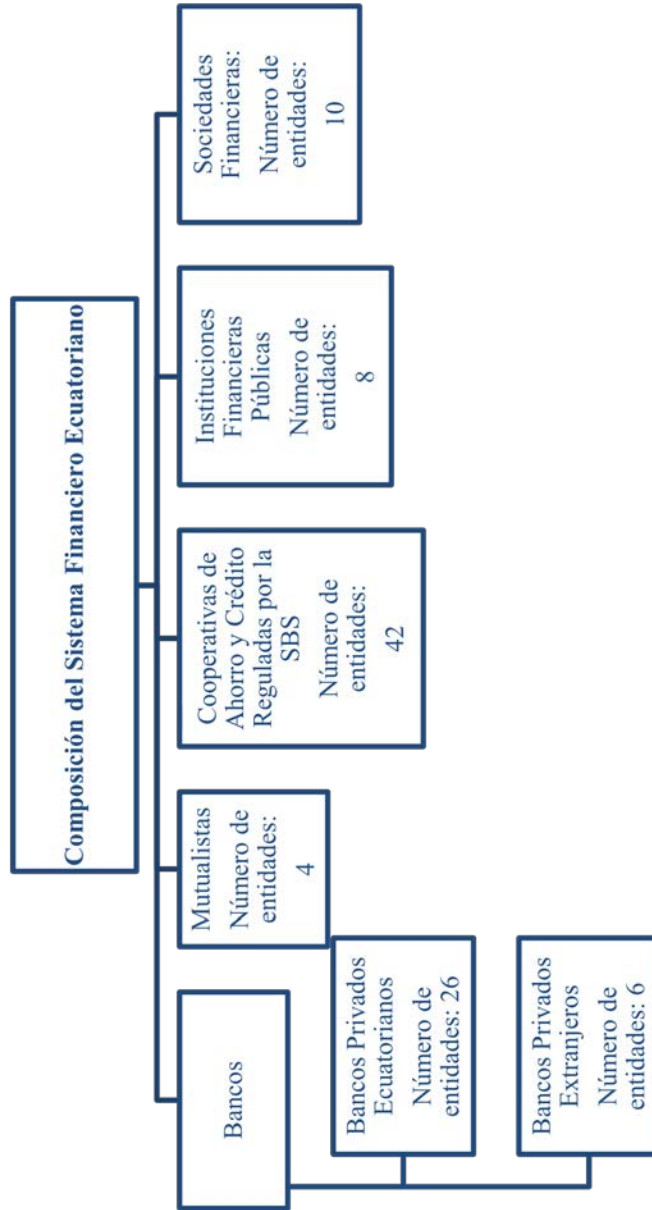 Composición del Sistema Financiero Ecuatoriano
Bancos
Bancos Privados
Ecuatorianos
Número de
entidades: 26
Bancos Privados
Extranjeros
Número de
entidades: 6
Mutualistas
Número de
entidades:
4
Cooperativas de
Ahorro y Crédito
Reguladas por la
SBS
Número de
entidades:
42
Instituciones
Financieras
Públicas
Número de
entidades:
8
Sociedades
Financieras:
Número de
entidades:
10